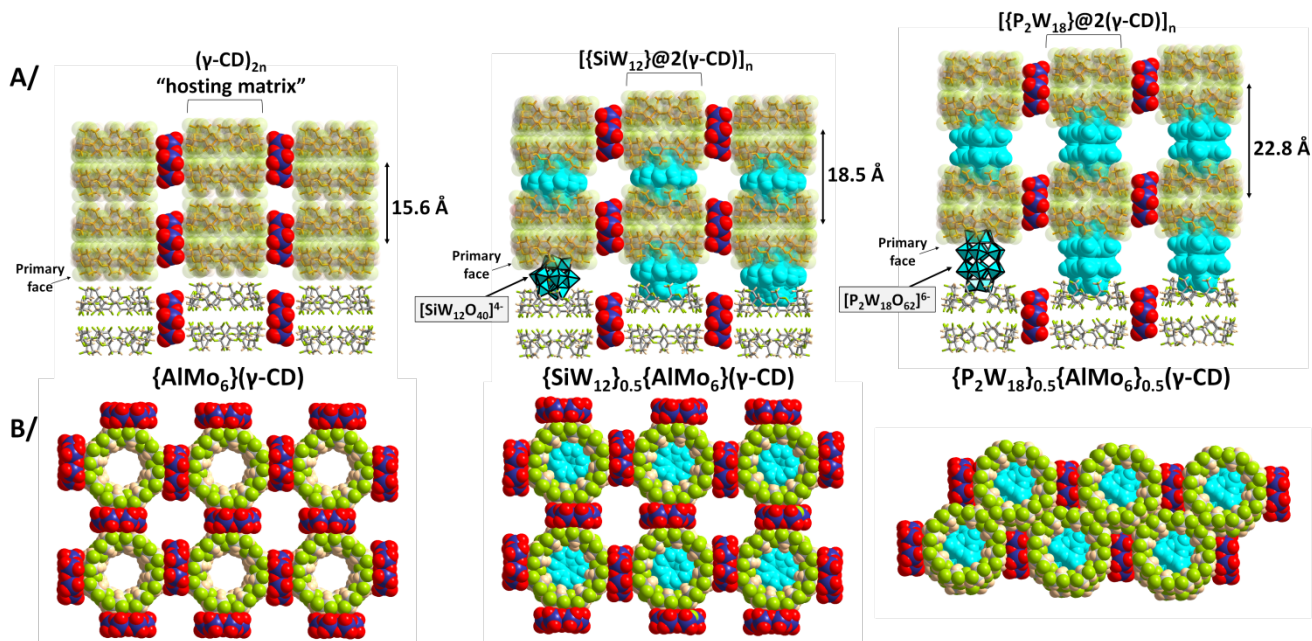 A/
(γ-CD)₂ₙ
“hosting matrix”
15.6 Å
Primary
face
{AlMo₆}(γ-CD)
[{SiW₁₂}@2(γ-CD)]ₙ
18.5 Å
Primary
face
[SiW₁₂O₄₀]⁴⁻
{SiW₁₂}₀.₅{AlMo₆}(γ-CD)
[{P₂W₁₈}@2(γ-CD)]ₙ
22.8 Å
Primary
face
[P₂W₁₈O₆₂]⁶⁻
{P₂W₁₈}₀.₅{AlMo₆}₀.₅(γ-CD)
B/